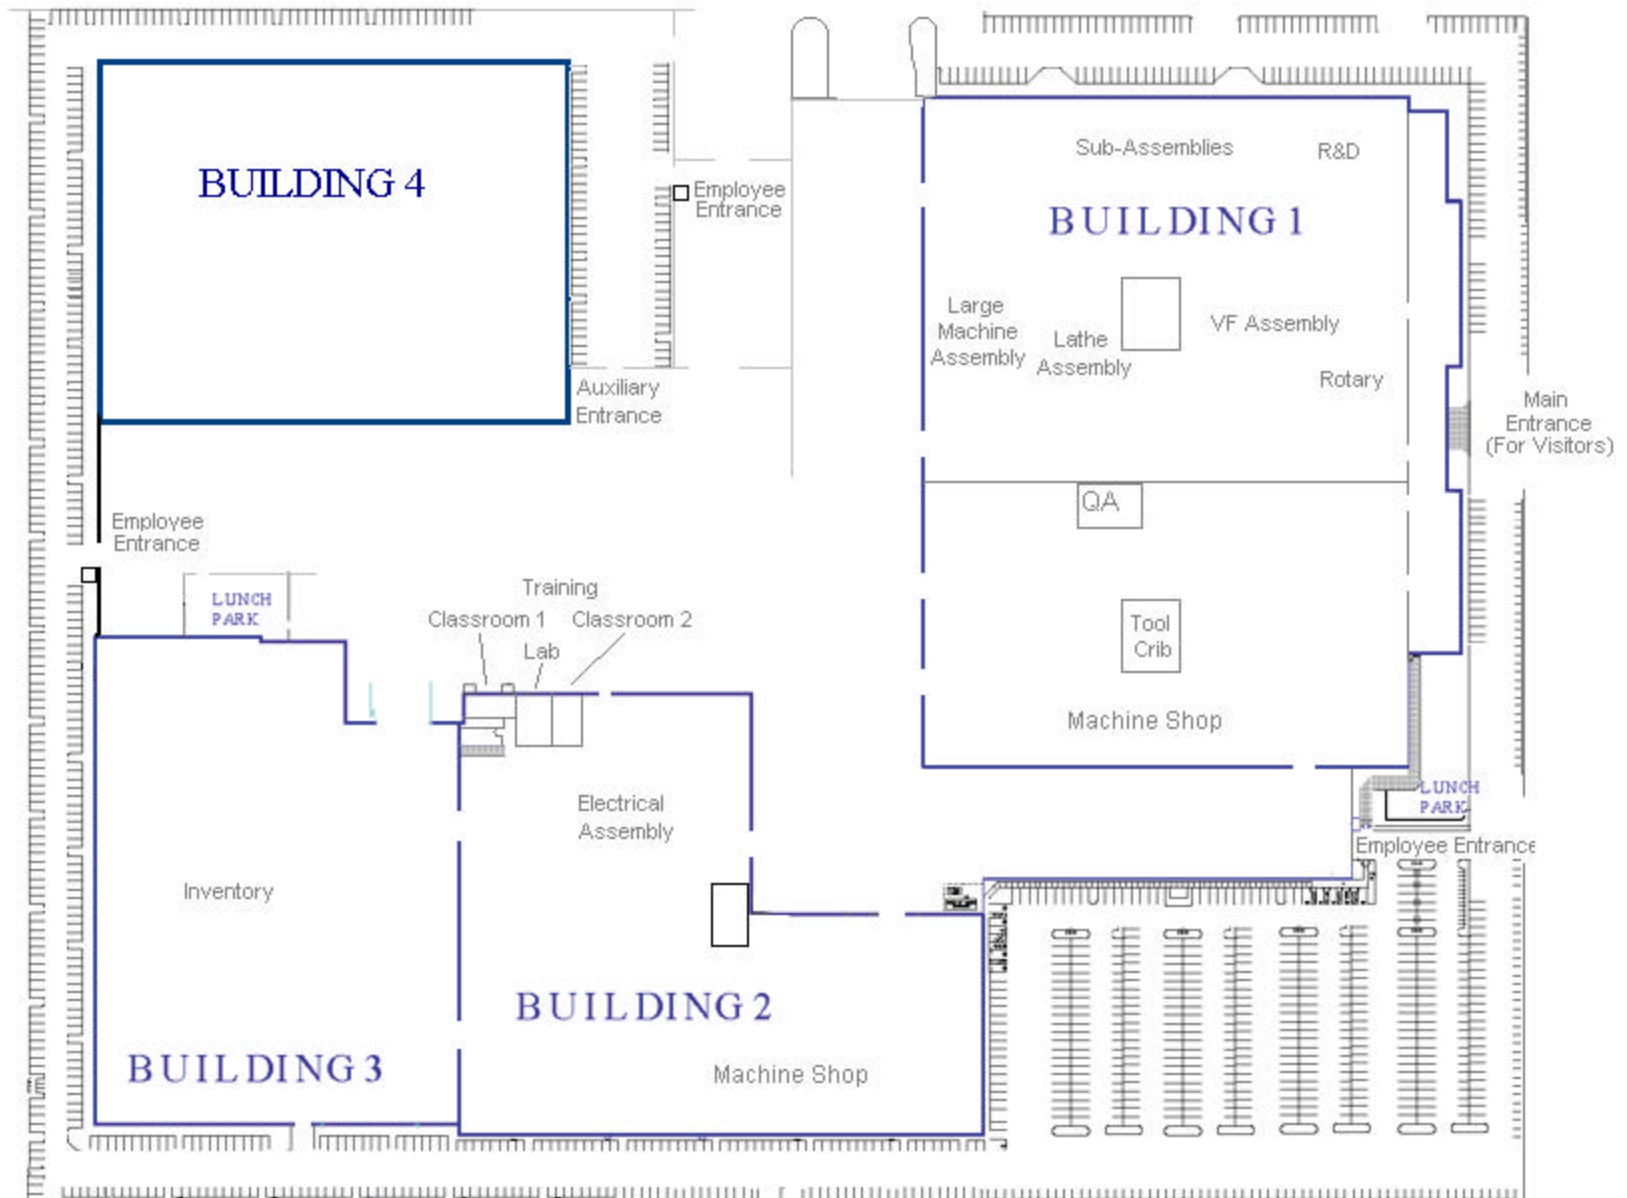 BUILDING 4
Employee
Entrance
Auxiliary
Entrance
Sub-Assemblies
R&D
BUILDING 1
Large
Machine
Assembly
Lathe
Assembly
VF Assembly
Rotary
Main
Entrance
(For Visitors)
QA
Tool
Crib
Machine Shop
Employee
Entrance
LUNCH
PARK
Training
Classroom 1
Classroom 2
Lab
LUNCH
PARK
Employee Entrance
Electrical
Assembly
Inventory
BUILDING 2
BUILDING 3
Machine Shop